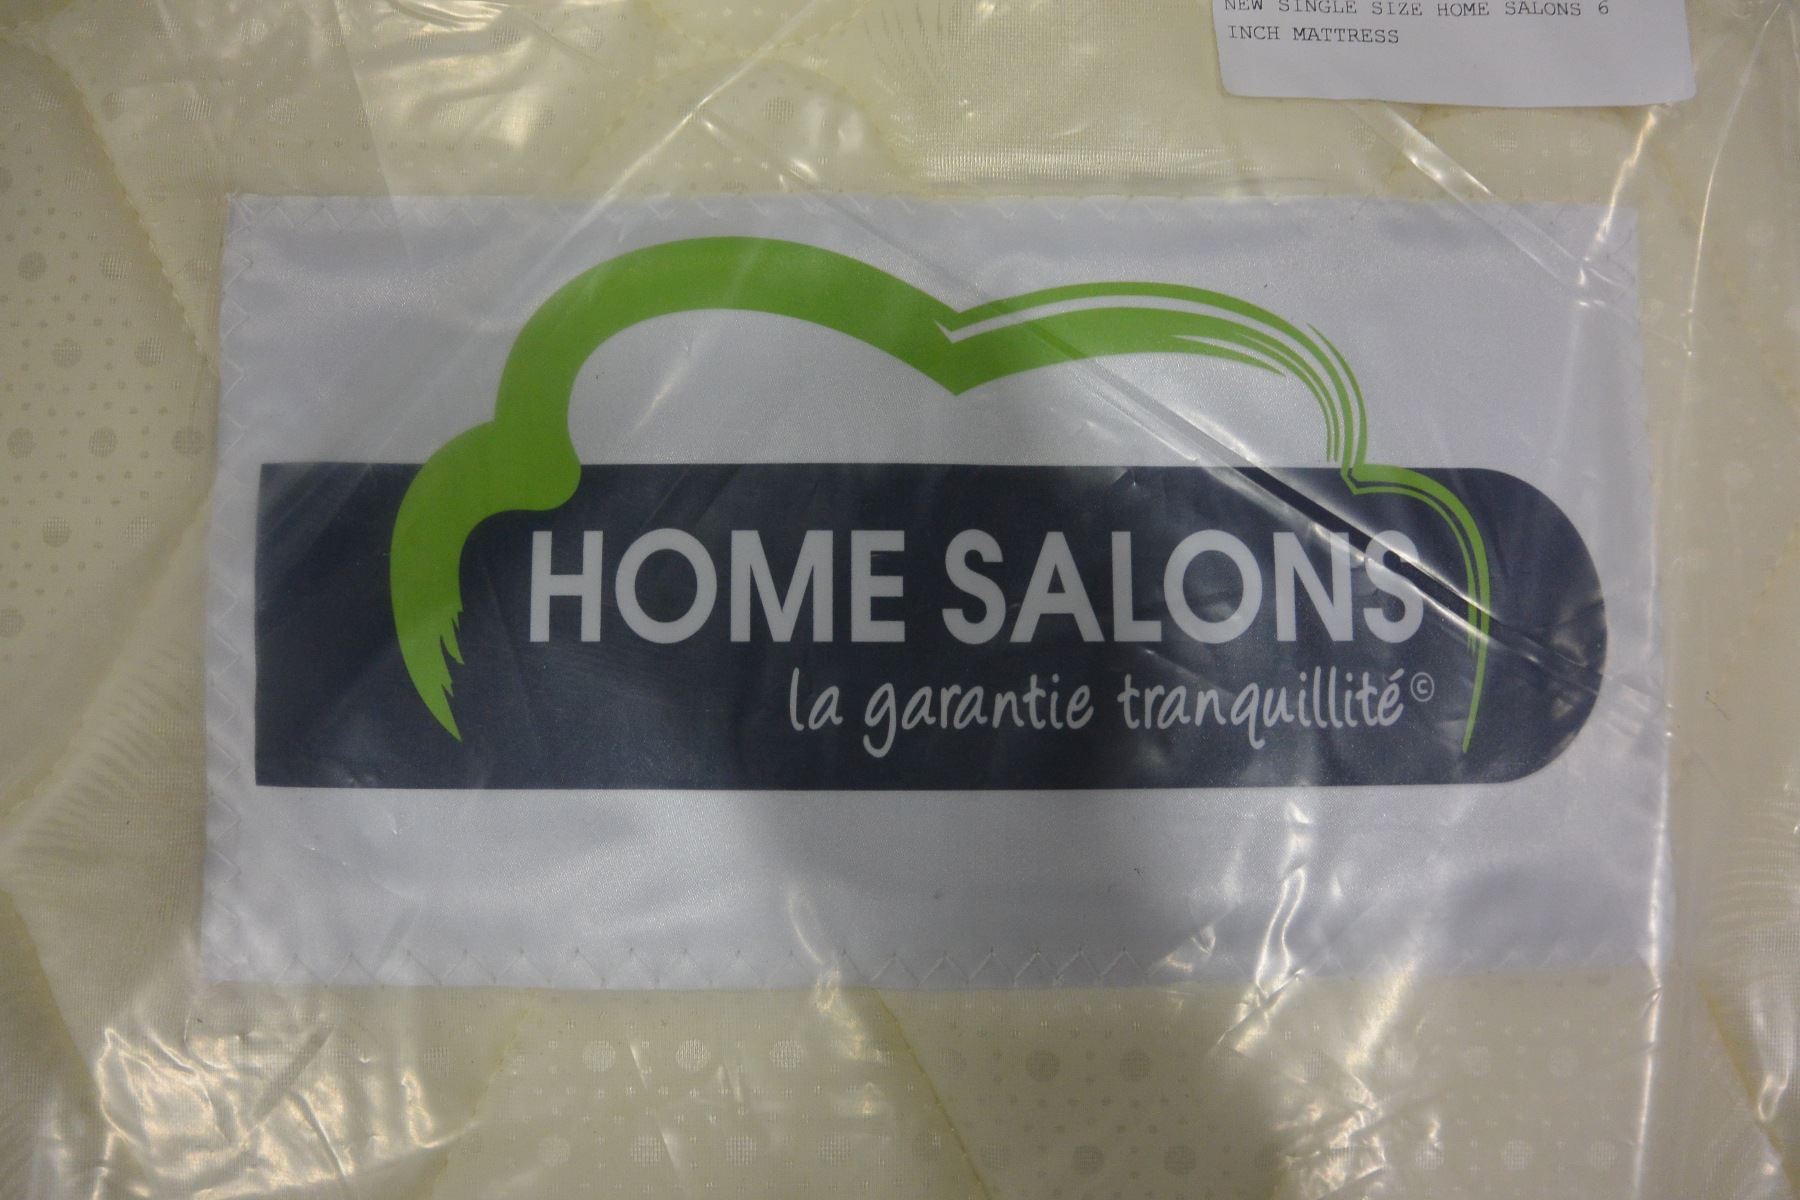 NEW SINGLE SIZE HOME SALONS 6
INCH MATTRESS
HOME SALONS
la garantie tranquillité©